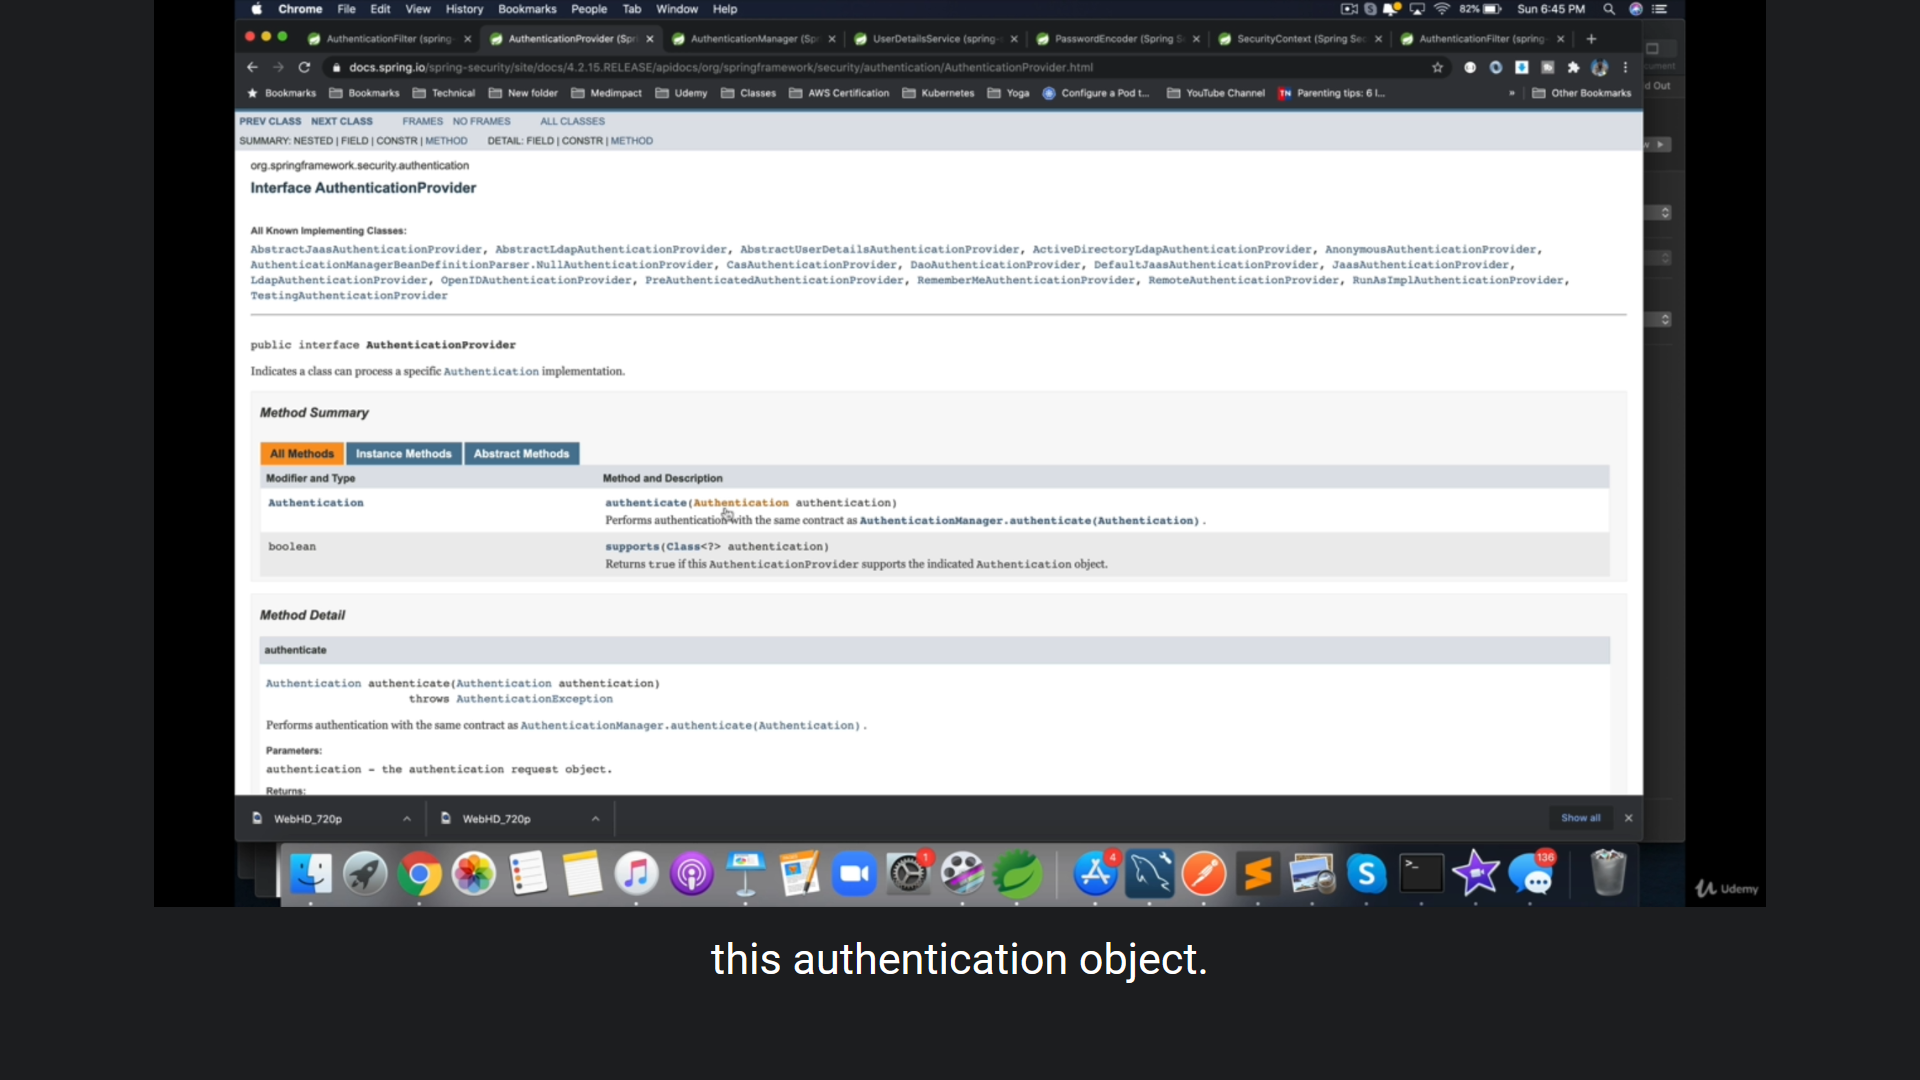 Chrome File Edit View History Bookmarks People Tab Window Help 82% Sun 6:45 PM
AuthenticationFilter (spring- AuthenticationProvider (Spri AuthenticationManager (Sp UserDetailsService (spring- PasswordEncoder (Spring S SecurityContext (Spring Sec AuthenticationFilter (spring-
docs.spring.io/spring-security/site/docs/4.2.15.RELEASE/apidocs/org/springframework/security/authentication/AuthenticationProvider.html
Bookmarks Bookmarks Technical New folder Medimpact Udemy Classes AWS Certification Kubernetes Yoga Configure a Pod t... YouTube Channel TN Parenting tips: 6 l... » Other Bookmarks
d Out
PREV CLASS NEXT CLASS FRAMES NO FRAMES ALL CLASSES
SUMMARY: NESTED | FIELD | CONSTR | METHOD DETAIL: FIELD | CONSTR | METHOD
org.springframework.security.authentication
Interface AuthenticationProvider
All Known Implementing Classes:
AbstractJaasAuthenticationProvider, AbstractLdapAuthenticationProvider, AbstractUserDetailsAuthenticationProvider, ActiveDirectoryLdapAuthenticationProvider, AnonymousAuthenticationProvider,
AuthenticationManagerBeanDefinitionParser.NullAuthenticationProvider, CasAuthenticationProvider, DaoAuthenticationProvider, DefaultJaasAuthenticationProvider, JaasAuthenticationProvider,
LdapAuthenticationProvider, OpenIDAuthenticationProvider, PreAuthenticatedAuthenticationProvider, RememberMeAuthenticationProvider, RemoteAuthenticationProvider, RunAsImplAuthenticationProvider,
TestingAuthenticationProvider
public interface AuthenticationProvider
Indicates a class can process a specific Authentication implementation.
Method Summary
All Methods Instance Methods Abstract Methods
Modifier and Type Method and Description
Authentication authenticate(Authentication authentication)
Performs authentication with the same contract as AuthenticationManager.authenticate(Authentication).
boolean supports(Class<?> authentication)
Returns true if this AuthenticationProvider supports the indicated Authentication object.
Method Detail
authenticate
Authentication authenticate(Authentication authentication)
throws AuthenticationException
Performs authentication with the same contract as AuthenticationManager.authenticate(Authentication).
Parameters:
authentication - the authentication request object.
Returns:
WebHD_720p WebHD_720p Show all
1 4 136
Udemy
this authentication object.